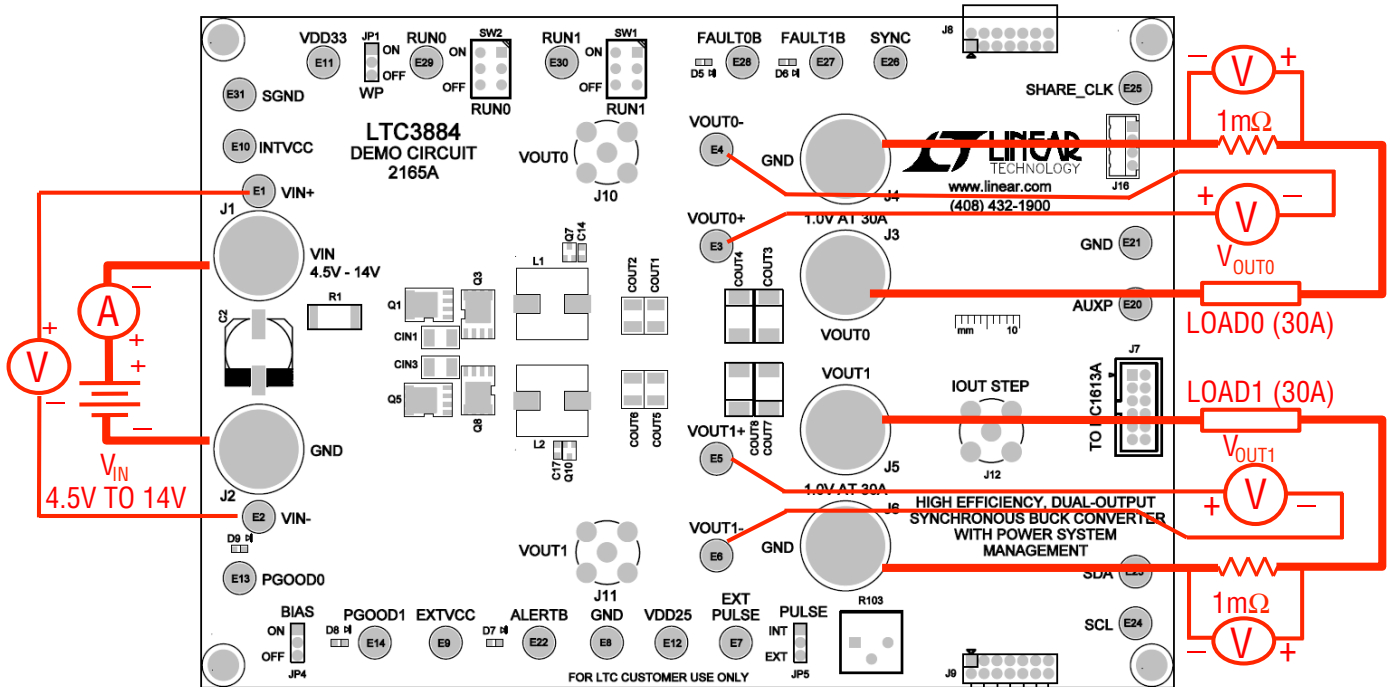 VDD33
E11
JP1
ON
OFF
WP
RUN0
E29
SW2
ON
OFF
RUN0
RUN1
E30
SW1
ON
OFF
RUN1
FAULT0B
D5
E28
FAULT1B
D6
E27
SYNC
E26
J8
E31
SGND
SHARE_CLK
E25
V
− +
1mΩ
E10
INTVCC
LTC3884
DEMO CIRCUIT
2165A
VOUT0
J10
VOUT0-
E4
GND
J4
LINEAR
TECHNOLOGY
www.linear.com
(408) 432-1900
J16
E1
VIN+
J1
VIN
4.5V - 14V
VOUT0+
E3
1.0V AT 30A
J3
VOUT0
GND
E21
+ V −
VOUT0
AUXP
E20
LOAD0 (30A)
−
A
+
+
V
−
+
−
VIN
4.5V TO 14V
C2
R1
Q1
Q3
CIN1
CIN3
Q5
Q8
L1
Q7
C14
COUT2
COUT1
COUT4
COUT3
mm 10
L2
C17
Q10
COUT6
COUT5
COUT8
COUT7
VOUT1
J5
1.0V AT 30A
IOUT STEP
J12
J7
TO DC1613A
LOAD1 (30A)
VOUT1
+ V −
GND
J2
E2
VIN-
D9
E13
PGOOD0
VOUT1
J11
VOUT1+
E5
VOUT1-
E6
J6
GND
HIGH EFFICIENCY, DUAL-OUTPUT
SYNCHRONOUS BUCK CONVERTER
WITH POWER SYSTEM
MANAGEMENT
SDA
E23
1mΩ
− V +
SCL
E24
BIAS
ON
OFF
JP4
D8
PGOOD1
E14
EXTVCC
E9
D7
ALERTB
E22
GND
E8
VDD25
E12
EXT
PULSE
E7
PULSE
INT
EXT
JP5
R103
J9
FOR LTC CUSTOMER USE ONLY